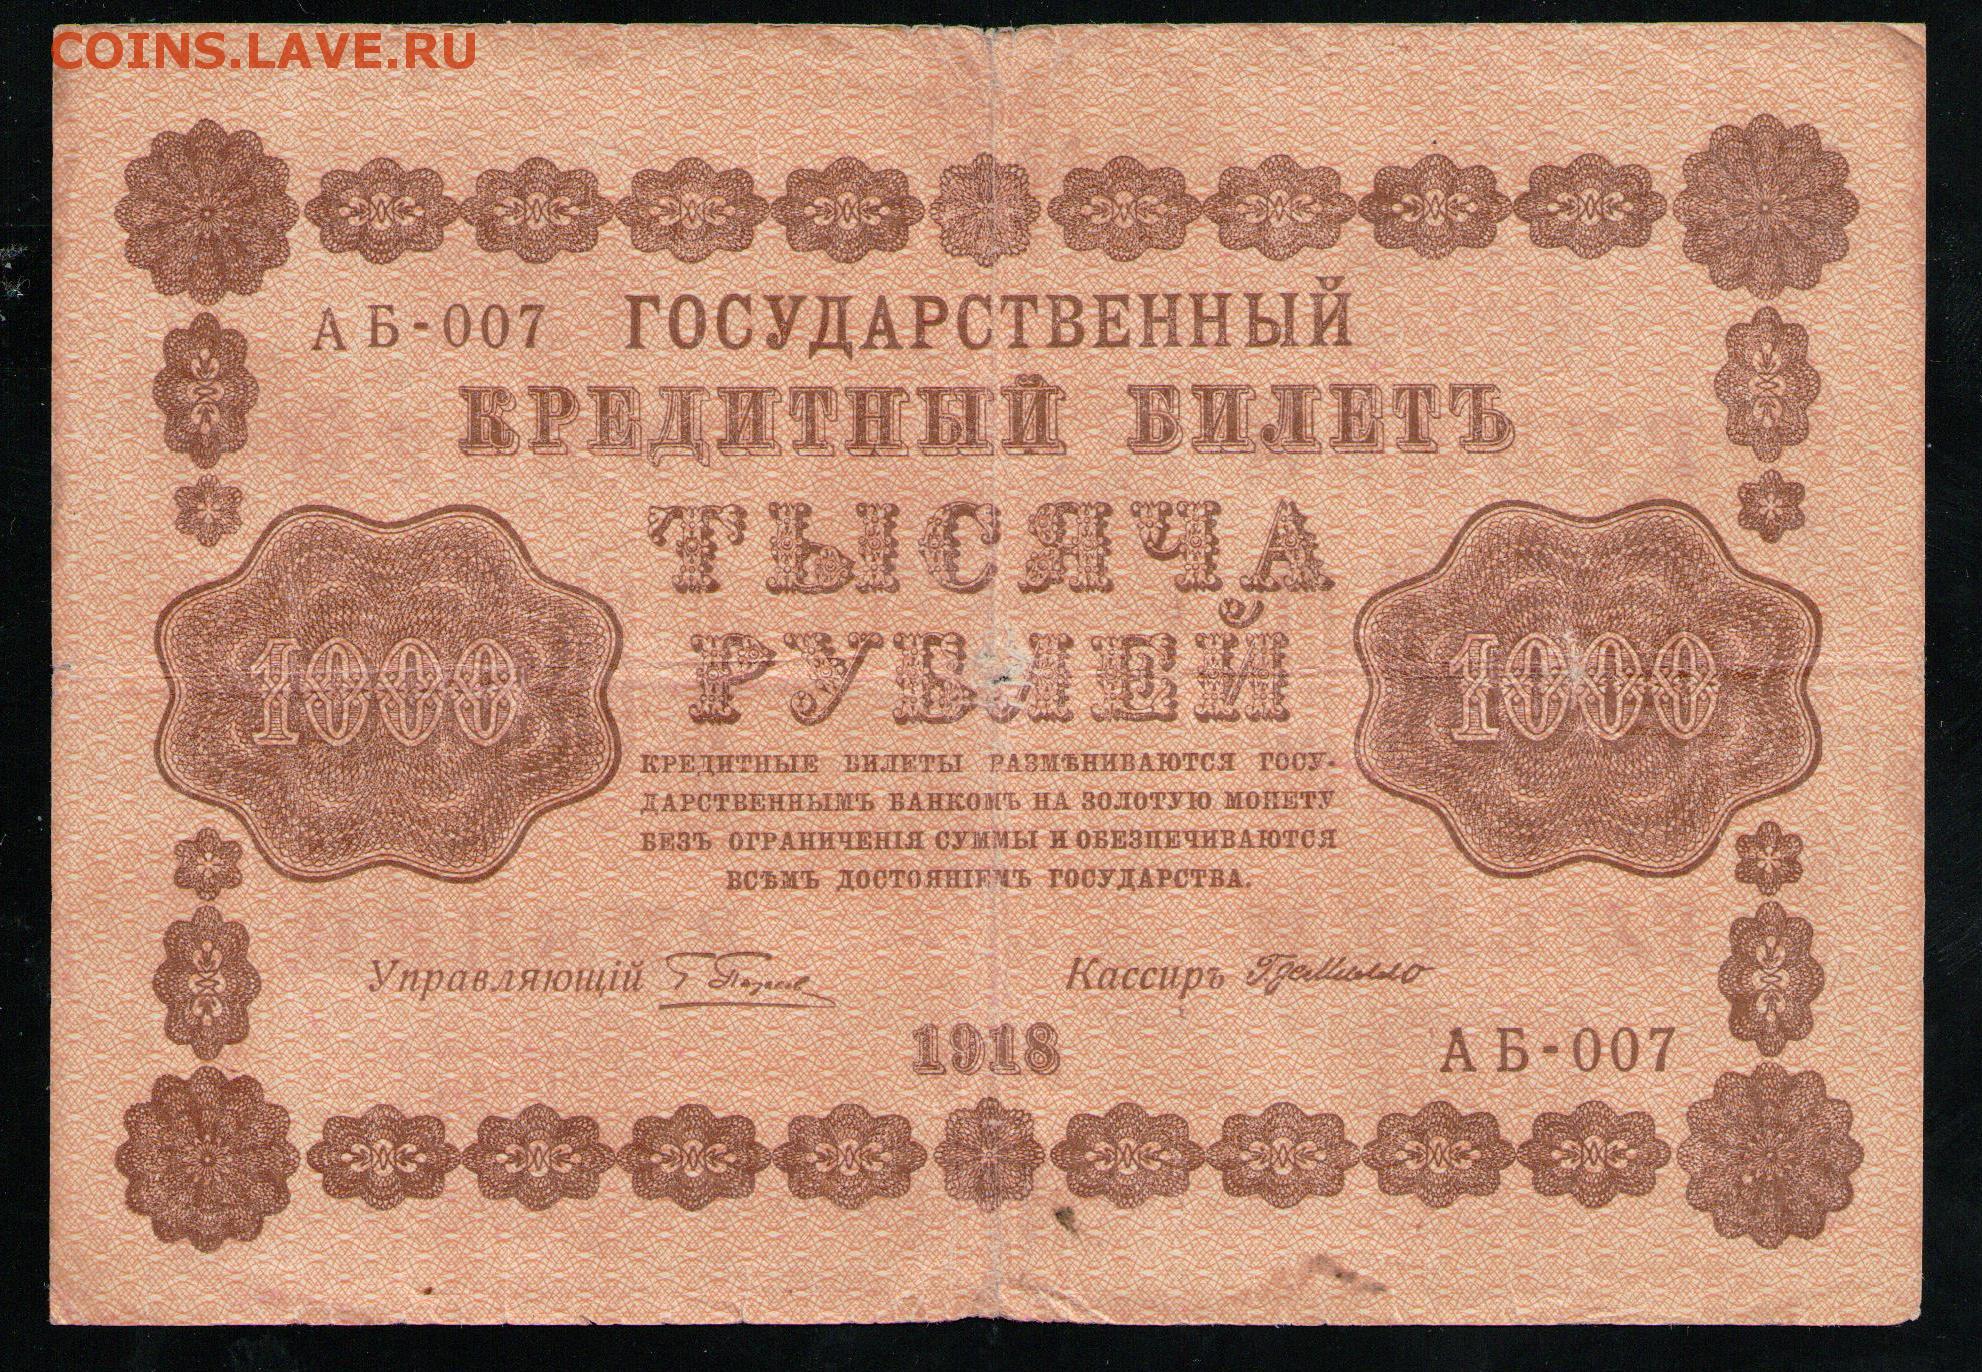 COINS.LAVE.RU
АБ-007 ГОСУДАРСТВЕННЫЙ
КРЕДИТНЫЙ БИЛЕТЪ
ТЫСЯЧА
РУБЛЕЙ
1000 1000
КРЕДИТНЫЕ БИЛЕТЫ РАЗМѢНИВАЮТСЯ ГОСУ-
ДАРСТВЕННЫМЪ БАНКОМЪ НА ЗОЛОТУЮ МОНЕТУ
БЕЗЪ ОГРАНИЧЕНІЯ СУММЫ И ОБЕЗПЕЧИВАЮТСЯ
ВСѢМЪ ДОСТОЯНІЕМЪ ГОСУДАРСТВА.
Управляющій Кассиръ
1918
АБ-007